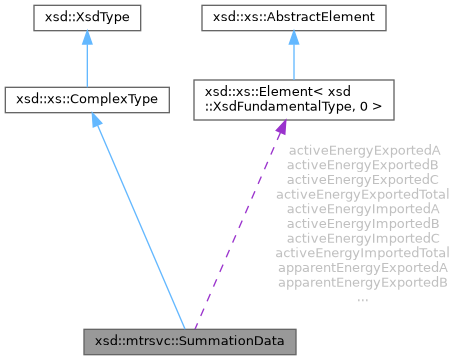 xsd::XsdType
xsd::xs::AbstractElement
xsd::xs::ComplexType
xsd::xs::Element< xsd
::XsdFundamentalType, 0 >
activeEnergyExportedA
activeEnergyExportedB
activeEnergyExportedC
activeEnergyExportedTotal
activeEnergyImportedA
activeEnergyImportedB
activeEnergyImportedC
activeEnergyImportedTotal
apparentEnergyExportedA
apparentEnergyExportedB
...
xsd::mtrsvc::SummationData